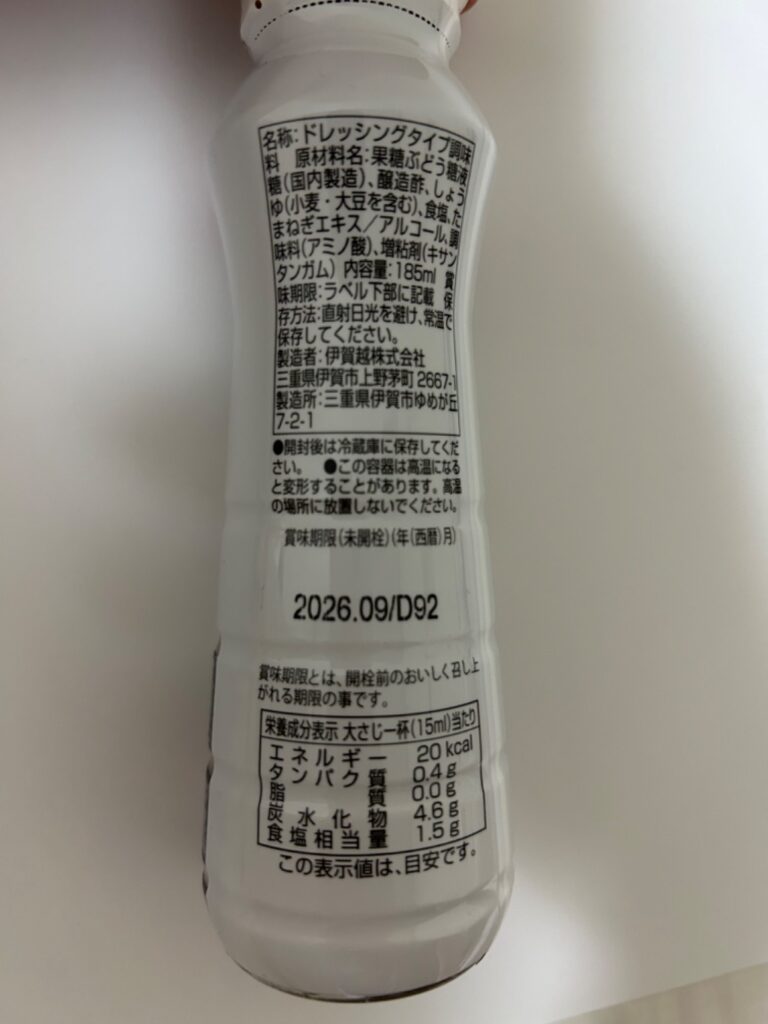 名称:ドレッシングタイプ調味
料 原材料名:果糖ぶどう糖液
糖(国内製造)、醸造酢、しょう
ゆ(小麦・大豆を含む)、食塩、た
まねぎエキス/アルコール、調
味料(アミノ酸)、増粘剤(キサン
タンガム) 内容量:185ml 賞
味期限:ラベル下部に記載 保
存方法:直射日光を避け、常温で
保存してください。
製造者:伊賀越株式会社
三重県伊賀市上野茅町2667-1
製造所:三重県伊賀市ゆめが丘
7-2-1
●開封後は冷蔵庫に保存してくだ
さい。 ●この容器は高温になる
と変形することがあります。高温
の場所に放置しないでください。
賞味期限(未開栓)(年(西暦)月)
2026.09/D92
賞味期限とは、開栓前のおいしく召し上
がれる期限の事です。
栄養成分表示 大さじ一杯(15ml)当たり
エネルギー 20kcal
タンパク質 0.4g
脂質 0.0g
炭水化物 4.6g
食塩相当量 1.5g
この表示値は、目安です。